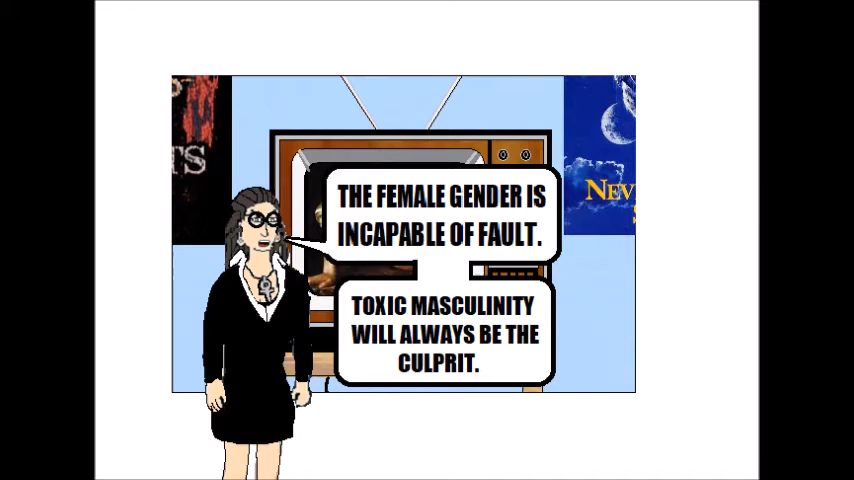 TS
NEV
S
THE FEMALE GENDER IS
INCAPABLE OF FAULT.
TOXIC MASCULINITY
WILL ALWAYS BE THE
CULPRIT.